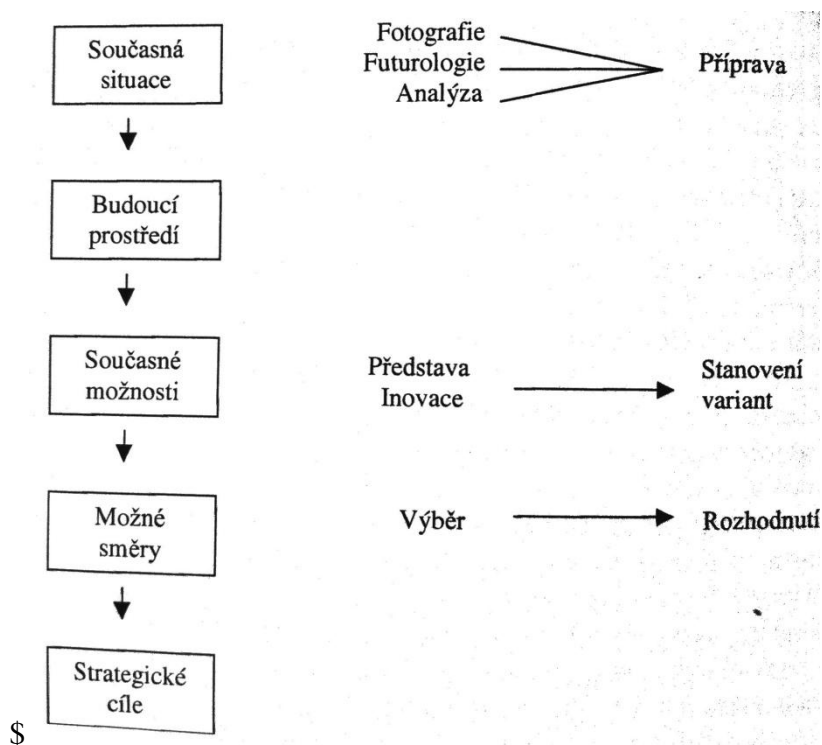 Současná
situace
Fotografie
Futurologie
Analýza
Příprava
Budoucí
prostředí
Současné
možnosti
Představa
Inovace
Stanovení
variant
Možné
směry
Výběr
Rozhodnutí
Strategické
cíle
$